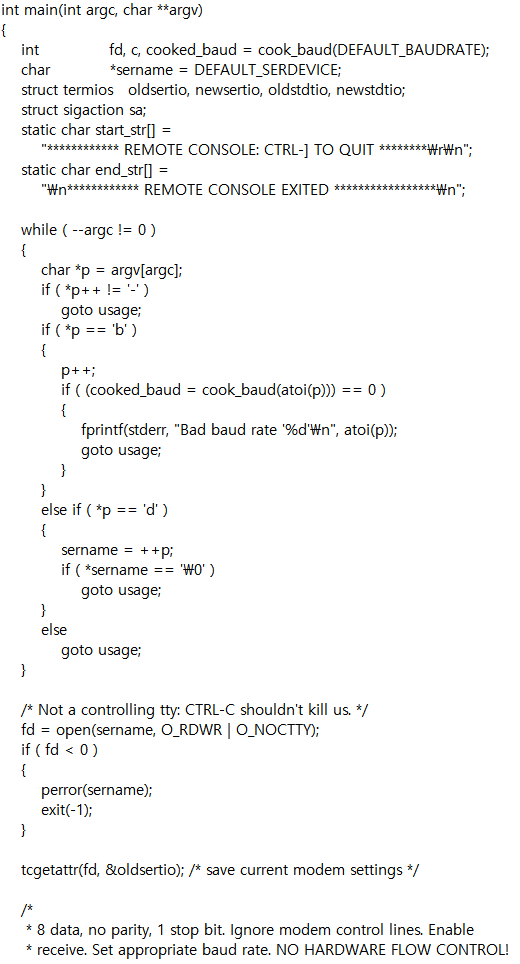 int main(int argc, char **argv)
{
    int            fd, c, cooked_baud = cook_baud(DEFAULT_BAUDRATE);
    char           *sername = DEFAULT_SERDEVICE;
    struct termios   oldsertio, newsertio, oldstdtio, newstdtio;
    struct sigaction sa;
    static char start_str[] =
        "************ REMOTE CONSOLE: CTRL-] TO QUIT ********₩r₩n";
    static char end_str[] =
        "₩n************ REMOTE CONSOLE EXITED *****************₩n";

    while ( --argc != 0 )
    {
        char *p = argv[argc];
        if ( *p++ != '-' )
            goto usage;
        if ( *p == 'b' )
        {
            p++;
            if ( (cooked_baud = cook_baud(atoi(p))) == 0 )
            {
                fprintf(stderr, "Bad baud rate '%d'₩n", atoi(p));
                goto usage;
            }
        }
        else if ( *p == 'd' )
        {
            sername = ++p;
            if ( *sername == '₩0' )
                goto usage;
        }
        else
            goto usage;
    }

    /* Not a controlling tty: CTRL-C shouldn't kill us. */
    fd = open(sername, O_RDWR | O_NOCTTY);
    if ( fd < 0 )
    {
        perror(sername);
        exit(-1);
    }

    tcgetattr(fd, &oldsertio); /* save current modem settings */

    /*
     * 8 data, no parity, 1 stop bit. Ignore modem control lines. Enable
     * receive. Set appropriate baud rate. NO HARDWARE FLOW CONTROL!